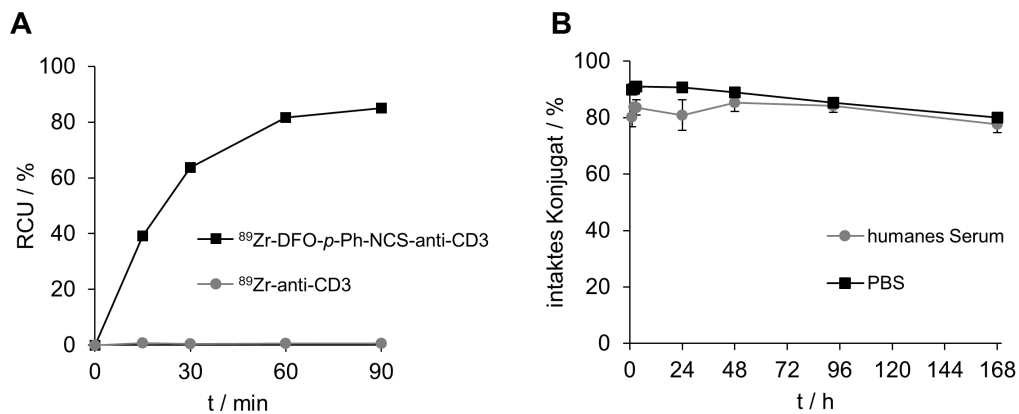 A
RCU / %
100
80
60
40
20
0
0 30 60 90
t / min
⁸⁹Zr-DFO-p-Ph-NCS-anti-CD3
⁸⁹Zr-anti-CD3
B
intaktes Konjugat / %
100
80
60
40
20
0
0 24 48 72 96 120 144 168
t / h
humanes Serum
PBS